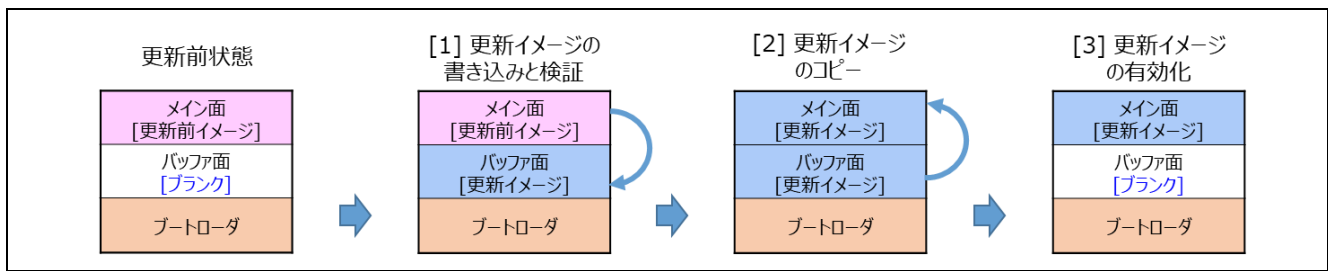 更新前状態
メイン面
[更新前イメージ]
バッファ面
[ブランク]
ブートローダ
[1] 更新イメージの
書き込みと検証
メイン面
[更新前イメージ]
バッファ面
[更新イメージ]
ブートローダ
[2] 更新イメージ
のコピー
メイン面
[更新イメージ]
バッファ面
[更新イメージ]
ブートローダ
[3] 更新イメージ
の有効化
メイン面
[更新イメージ]
バッファ面
[ブランク]
ブートローダ